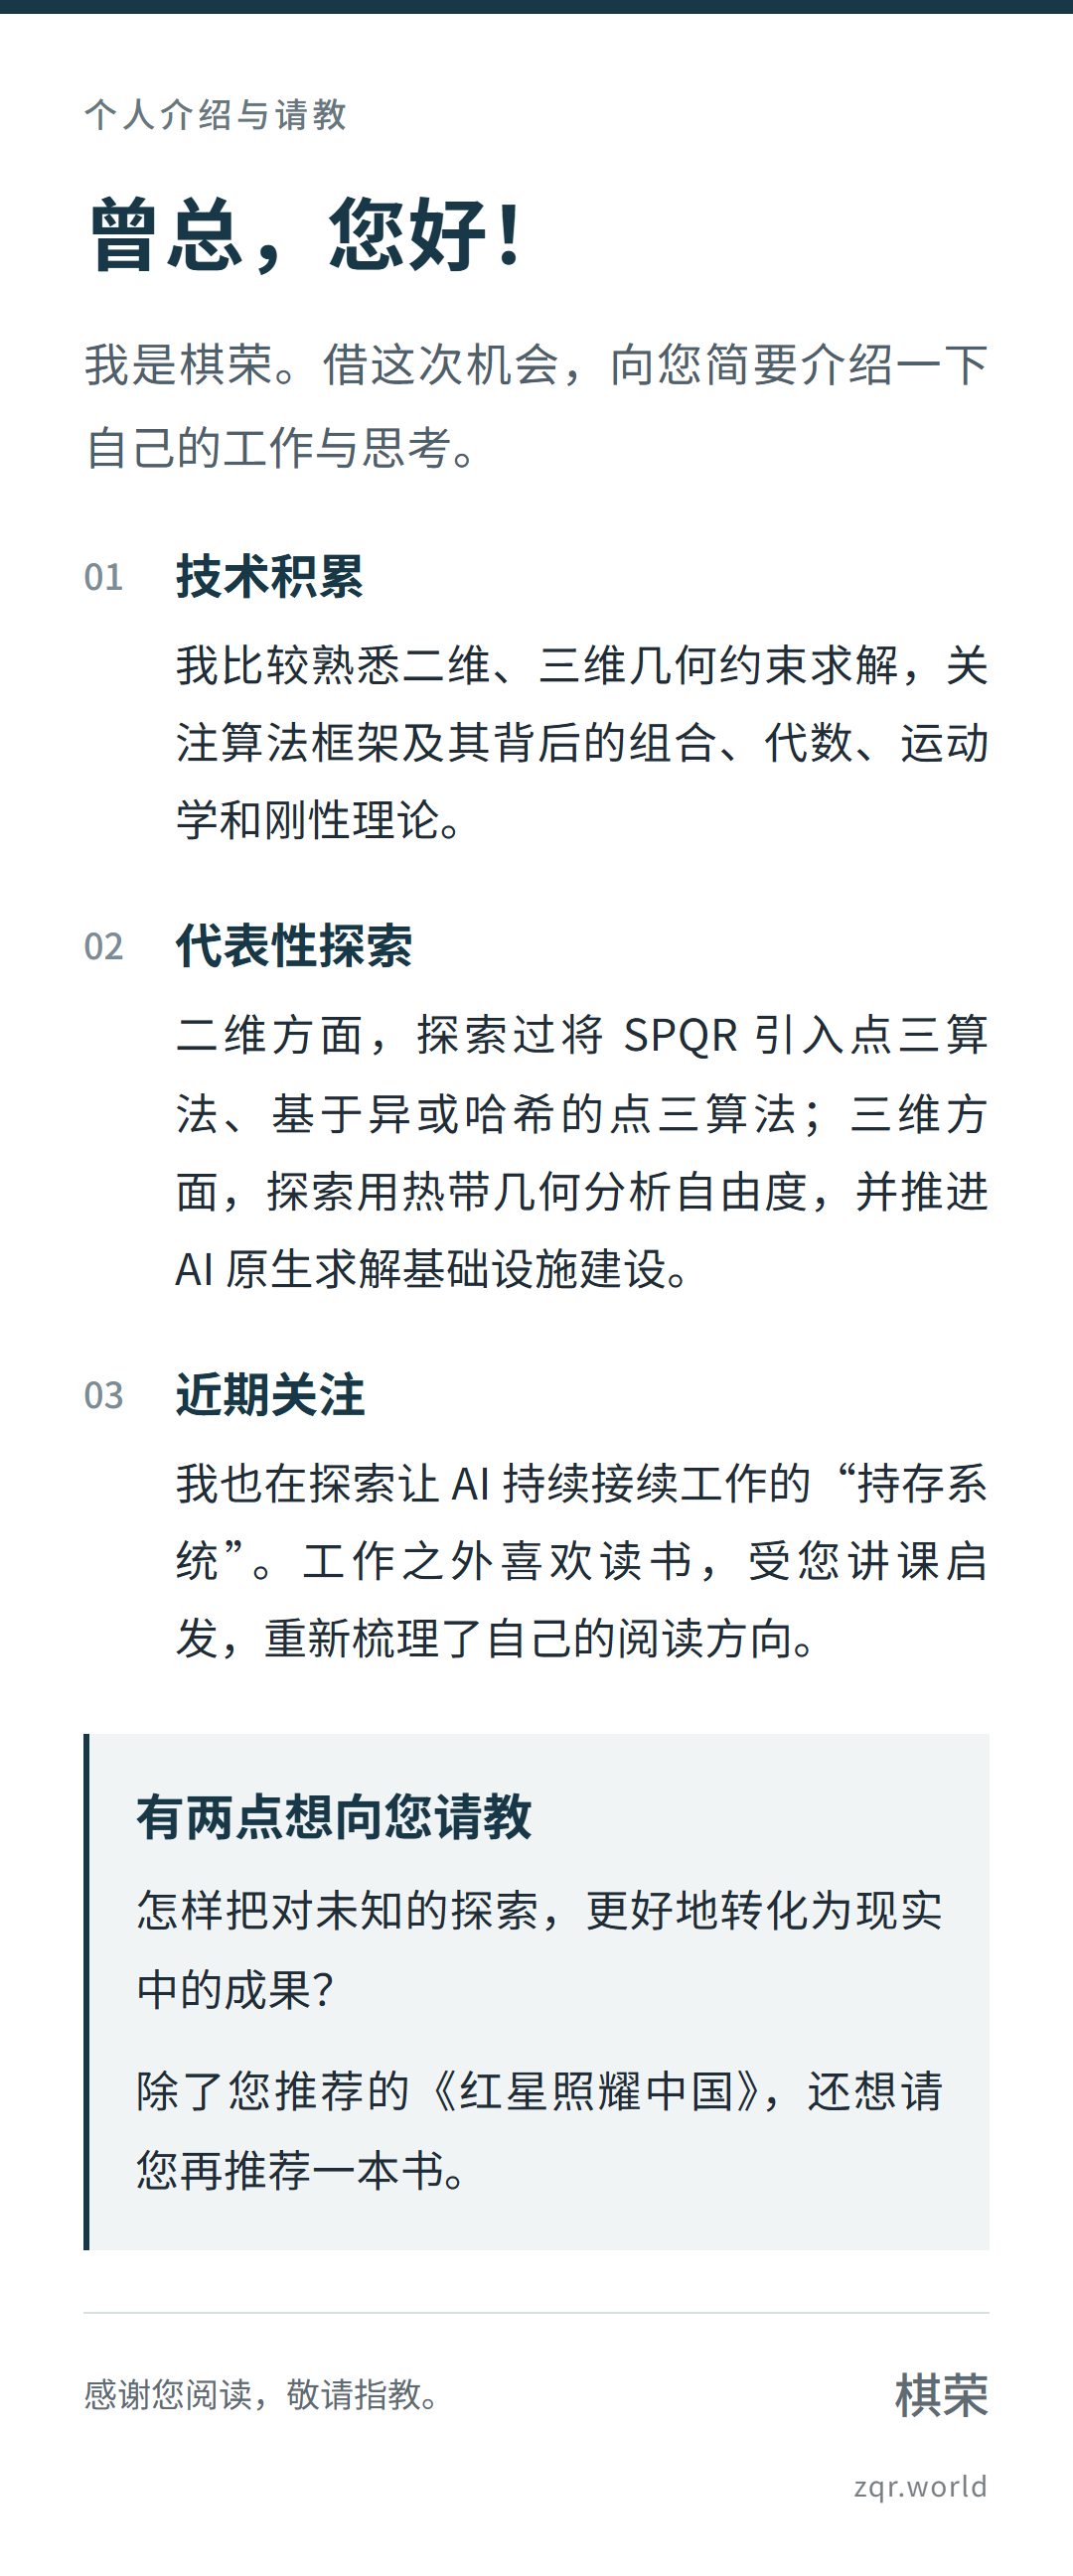 个人介绍与请教
曾总，您好！
我是棋荣。借这次机会，向您简要介绍一下
自己的工作与思考。
01 技术积累
我比较熟悉二维、三维几何约束求解，关
注算法框架及其背后的组合、代数、运动
学和刚性理论。
02 代表性探索
二维方面，探索过将 SPQR 引入点三算
法、基于异或哈希的点三算法；三维方
面，探索用热带几何分析自由度，并推进
AI 原生求解基础设施建设。
03 近期关注
我也在探索让 AI 持续接续工作的“持存系
统”。工作之外喜欢读书，受您讲课启
发，重新梳理了自己的阅读方向。
有两点想向您请教
怎样把对未知的探索，更好地转化为现实
中的成果？
除了您推荐的《红星照耀中国》，还想请
您再推荐一本书。
感谢您阅读，敬请指教。 棋荣
zqr.world